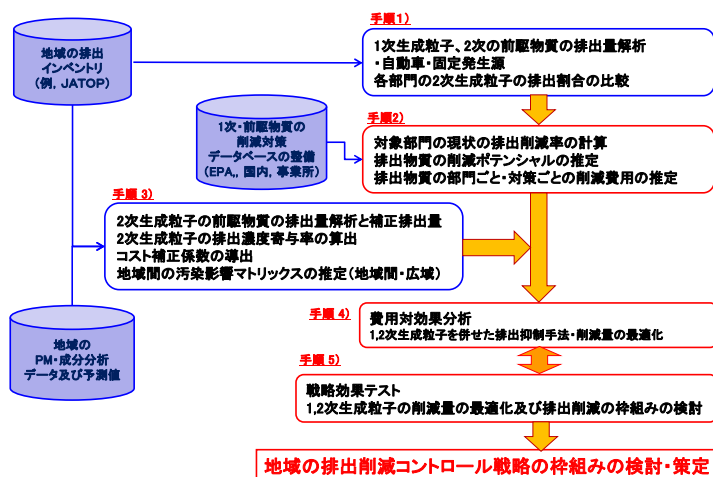 手順1)
地域の排出
インベントリ
(例, JATOP)
1次生成粒子、2次の前駆物質の排出量解析
・自動車・固定発生源
各部門の2次生成粒子の排出割合の比較
手順2)
1次・前駆物質の
削減対策
データベースの整備
(EPA,, 国内, 事業所)
対象部門の現状の排出削減率の計算
排出物質の削減ポテンシャルの推定
排出物質の部門ごと・対策ごとの削減費用の推定
手順 3)
2次生成粒子の前駆物質の排出量解析と補正排出量
2次生成粒子の排出濃度寄与率の算出
コスト補正係数の導出
地域間の汚染影響マトリックスの推定(地域間・広域)
地域の
PM・成分分析
データ及び予測値
手順 4)
費用対効果分析
1,2次生成粒子を併せた排出抑制手法・削減量の最適化
手順 5)
戦略効果テスト
1,2次生成粒子の削減量の最適化及び排出削減の枠組みの検討
地域の排出削減コントロール戦略の枠組みの検討・策定